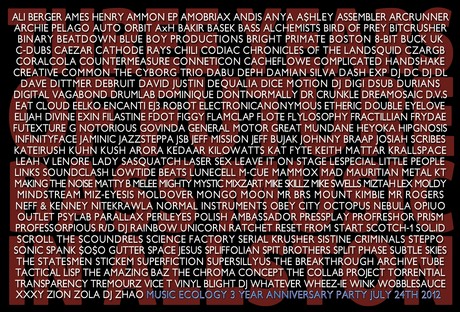 ALI BERGER AMES HENRY AMMON EP AMOBRIAX ANDIS ANYA A$HLEY ASSEMBLER ARCRUNNER
ARCHIE PELAGO AUTO ORBIT AxH BAKIR BASEK BASS ALCHEMISTS BIRD OF PREY BITCRUSHER
BINARY BEATDOWN BLUE BOY PRODUCTIONS BRIGHT PRIMATE BOSTON 8-BIT BUCK UK
C-DUBS CAEZAR CATHODE RAYS CHILI CODIAC CHRONICLES OF THE LANDSQUID CZARGB
CORALCOLA COUNTERMEASURE CONNETICON CACHEFLOWE COMPLICATED HANDSHAKE
CREATIVE COMMON THE CYBORG TRIO DABU DEPH DAMIAN SILVA DASH EXP DJ DC DJ DL
DAVE DITTMER DEBRUIT DAVID JUSTIN DEQUALIA DICE MOTION DJ DIGI DSUB DURIANS
DIGITAL VAGABOND DRUMLAB DOMINIQUE DONTNORMALLY DR CRUNKLE DREAMOSAIC DV$
EAT CLOUD EELKO ENCANTI EJ3 ROBOT ELECTRONICANONYMOUS ETHERIC DOUBLE EYELOVE
ELIJAH DIVINE EXIN FILASTINE FDOT FIGGY FLAMCLAP FLOTE FLYLOSOPHY FRACTILLIAN FRYDAE
FUTEXTURE G NOTORIOUS GOVINDA GENERAL MOTOR GREAT MUNDANE HEYOKA HIPGNOSIS
INFINITYFACE JAMINIC JAZZSTEPPA JSB JEFF MISSION JEFF BUJAK JOHNNY BRAAP JOSIAH SCRIBES
KATEIRUSH KUHN KUSH ARORA KEDAAR KILOWATTS KAT FYTE KEITH MATTAR KRALLSPACE
LEAH V LENORE LADY SASQUATCH LASER SEX LEAVE IT ON STAGE LESPECIAL LITTLE PEOPLE
LINKS SOUNDCLASH LOWTIDE BEATS LUNECELL M-CUE MAMMOX MAD MAURITIAN METAL KT
MAKING THE NOISE MATTY B MELEE MIGHTY MYSTIC MIXZART MIKE SKILLZ MIKE SWELLS MIZTAH LEX MOLDY
MINDSTREAM MIZ-EYESIS MOLDOVER MONGO MOON MR BRS MOUNT KIMBIE MR ROGERS
NEFF & KENNEY NITEKRAWLA NORMAL INSTRUMENTS OBEY CITY OCTOPUS NEBULA OPIUO
OUTLET PSYLAB PARALLAX PERILEYES POLISH AMBASSADOR PRESSPLAY PROFRESHOR PRISM
PROFESSORPIOUS R/D DJ RAINBOW UNICORN RATCHET RESET FROM START SCOTCH-1 SOLID
SCROLL THE SCOUNDRELS SCIENCE FACTORY SERIAL KRUSHER SISTINE CRIMINALS STEPPO
SONIC SPANK SO$O GUTTER SPACE JESUS SPLIFFOLLAN SPIT BROTHERS SPLIT PHASE SUBTLE SKIES
THE STATESMEN STICKEM SUPERFICTION SUPERSILLYUS THE BREAKTHROUGH ARCHIVE TUCI
TACTICAL LISP THE AMAZING BAZ THE CHROMA CONCEPT THE COLLAB PROJECT TORRENTIAL
TRANSPARENCY TREMOURZ VICE T VINYL BLIGHT DJ WHATEVER WHEEZ-IE WINK WOBBLESAUCE
XXXY ZION ZOLA DJ ZHAO MUSIC ECOLOGY 3 YEAR ANNIVERSARY PARTY JULY 24TH 2012